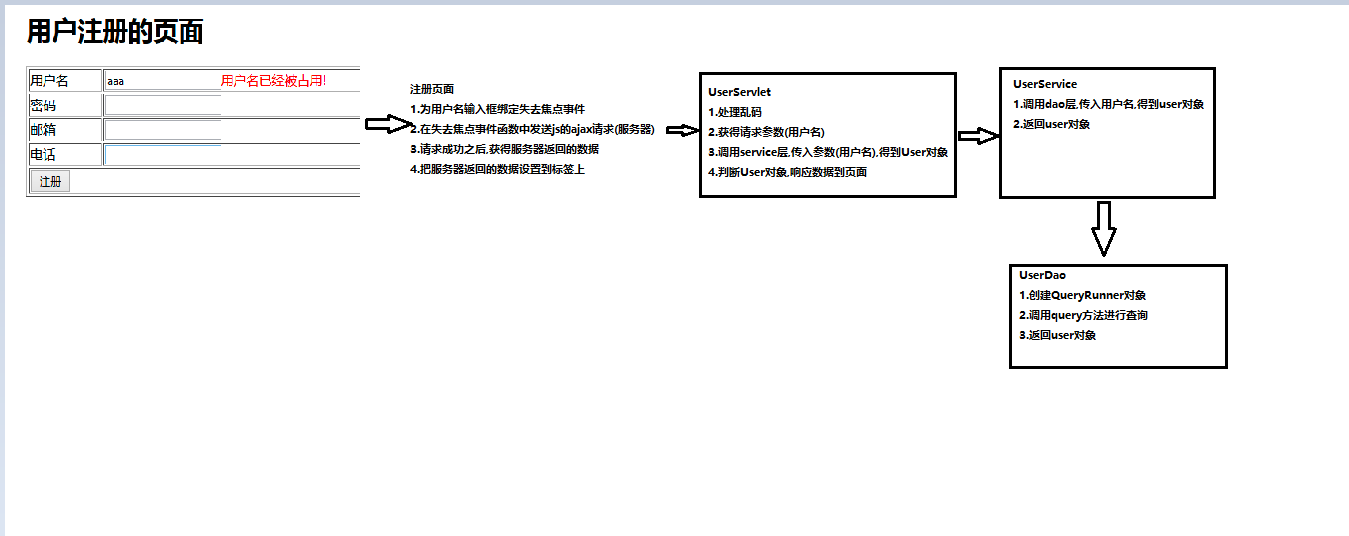 用户注册的页面
用户名 aaa 用户名已经被占用!
密码
邮箱
电话
注册
注册页面
1.为用户名输入框绑定失去焦点事件
2.在失去焦点事件函数中发送js的ajax请求(服务器)
3.请求成功之后,获得服务器返回的数据
4.把服务器返回的数据设置到标签上
UserServlet
1.处理乱码
2.获得请求参数(用户名)
3.调用service层,传入参数(用户名),得到User对象
4.判断User对象,响应数据到页面
UserService
1.调用dao层,传入用户名,得到user对象
2.返回user对象
UserDao
1.创建QueryRunner对象
2.调用query方法进行查询
3.返回user对象